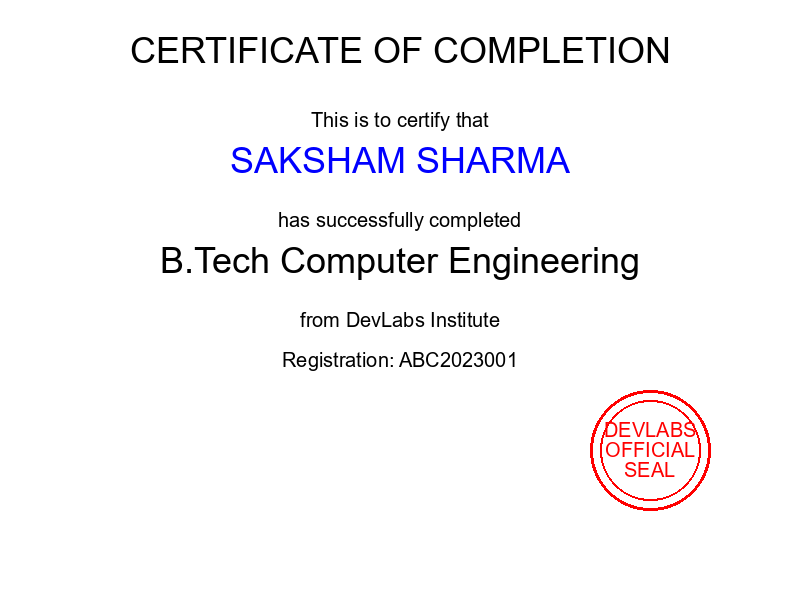 CERTIFICATE OF COMPLETION
This is to certify that
SAKSHAM SHARMA
has successfully completed
B.Tech Computer Engineering
from DevLabs Institute
Registration: ABC2023001
DEVLABS
OFFICIAL
SEAL